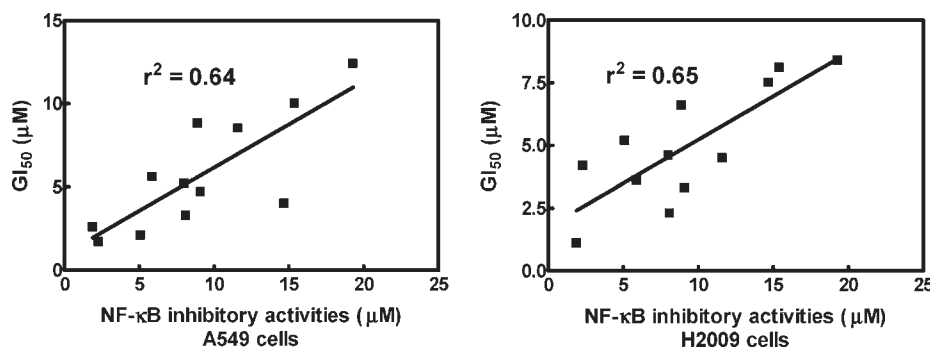 15
10
5
0
GI50 (μM)
r2 = 0.64
0 5 10 15 20 25
NF-κB inhibitory activities (μM)
A549 cells
10.0
7.5
5.0
2.5
0.0
GI50 (μM)
r2 = 0.65
0 5 10 15 20 25
NF-κB inhibitory activities (μM)
H2009 cells